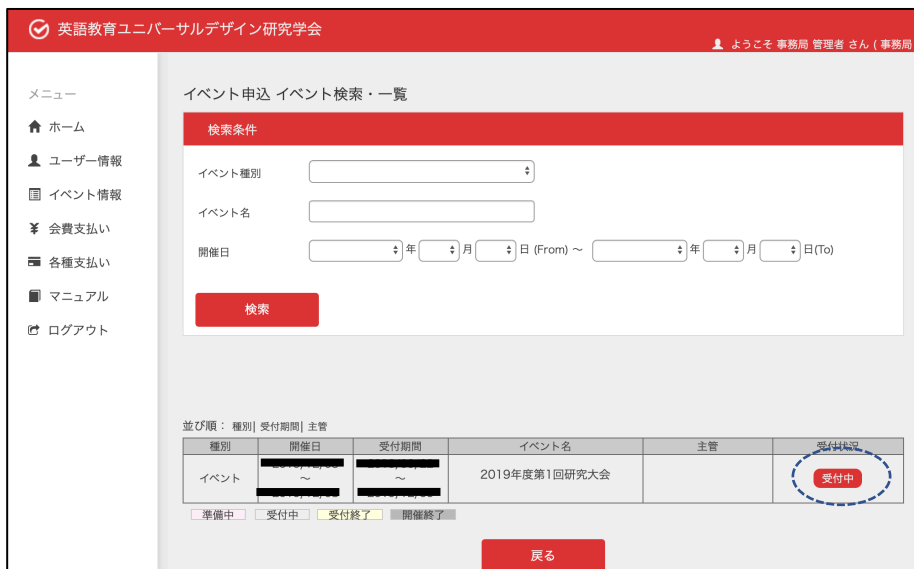 英語教育ユニバーサルデザイン研究学会
ようこそ 事務局 管理者 さん ( 事務局
メニュー
ホーム
ユーザー情報
イベント情報
会費支払い
各種支払い
マニュアル
ログアウト
イベント申込 イベント検索・一覧
検索条件
イベント種別
イベント名
開催日 年 月 日 (From) ～ 年 月 日(To)
検索
並び順： 種別| 受付期間| 主管
種別 開催日 受付期間 イベント名 主管 受付状況
イベント ～ ～ 2019年度第1回研究大会 受付中
準備中 受付中 受付終了 開催終了
戻る